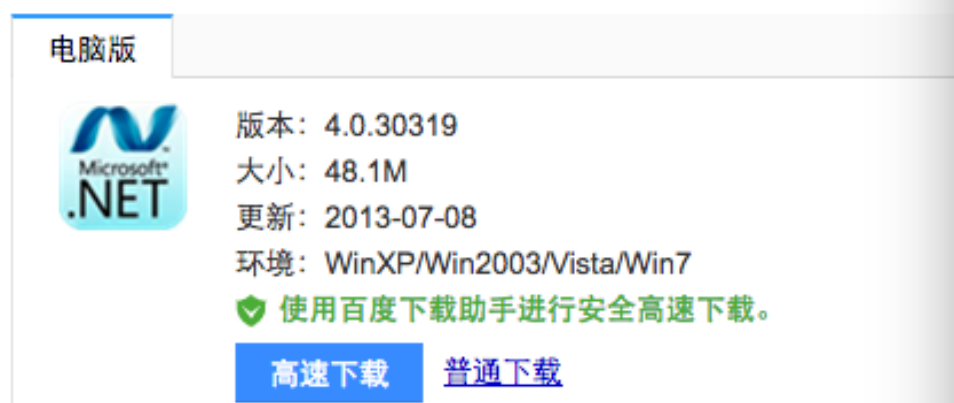 电脑版
Microsoft®
.NET
版本：4.0.30319
大小：48.1M
更新：2013-07-08
环境：WinXP/Win2003/Vista/Win7
使用百度下载助手进行安全高速下载。
高速下载 普通下载